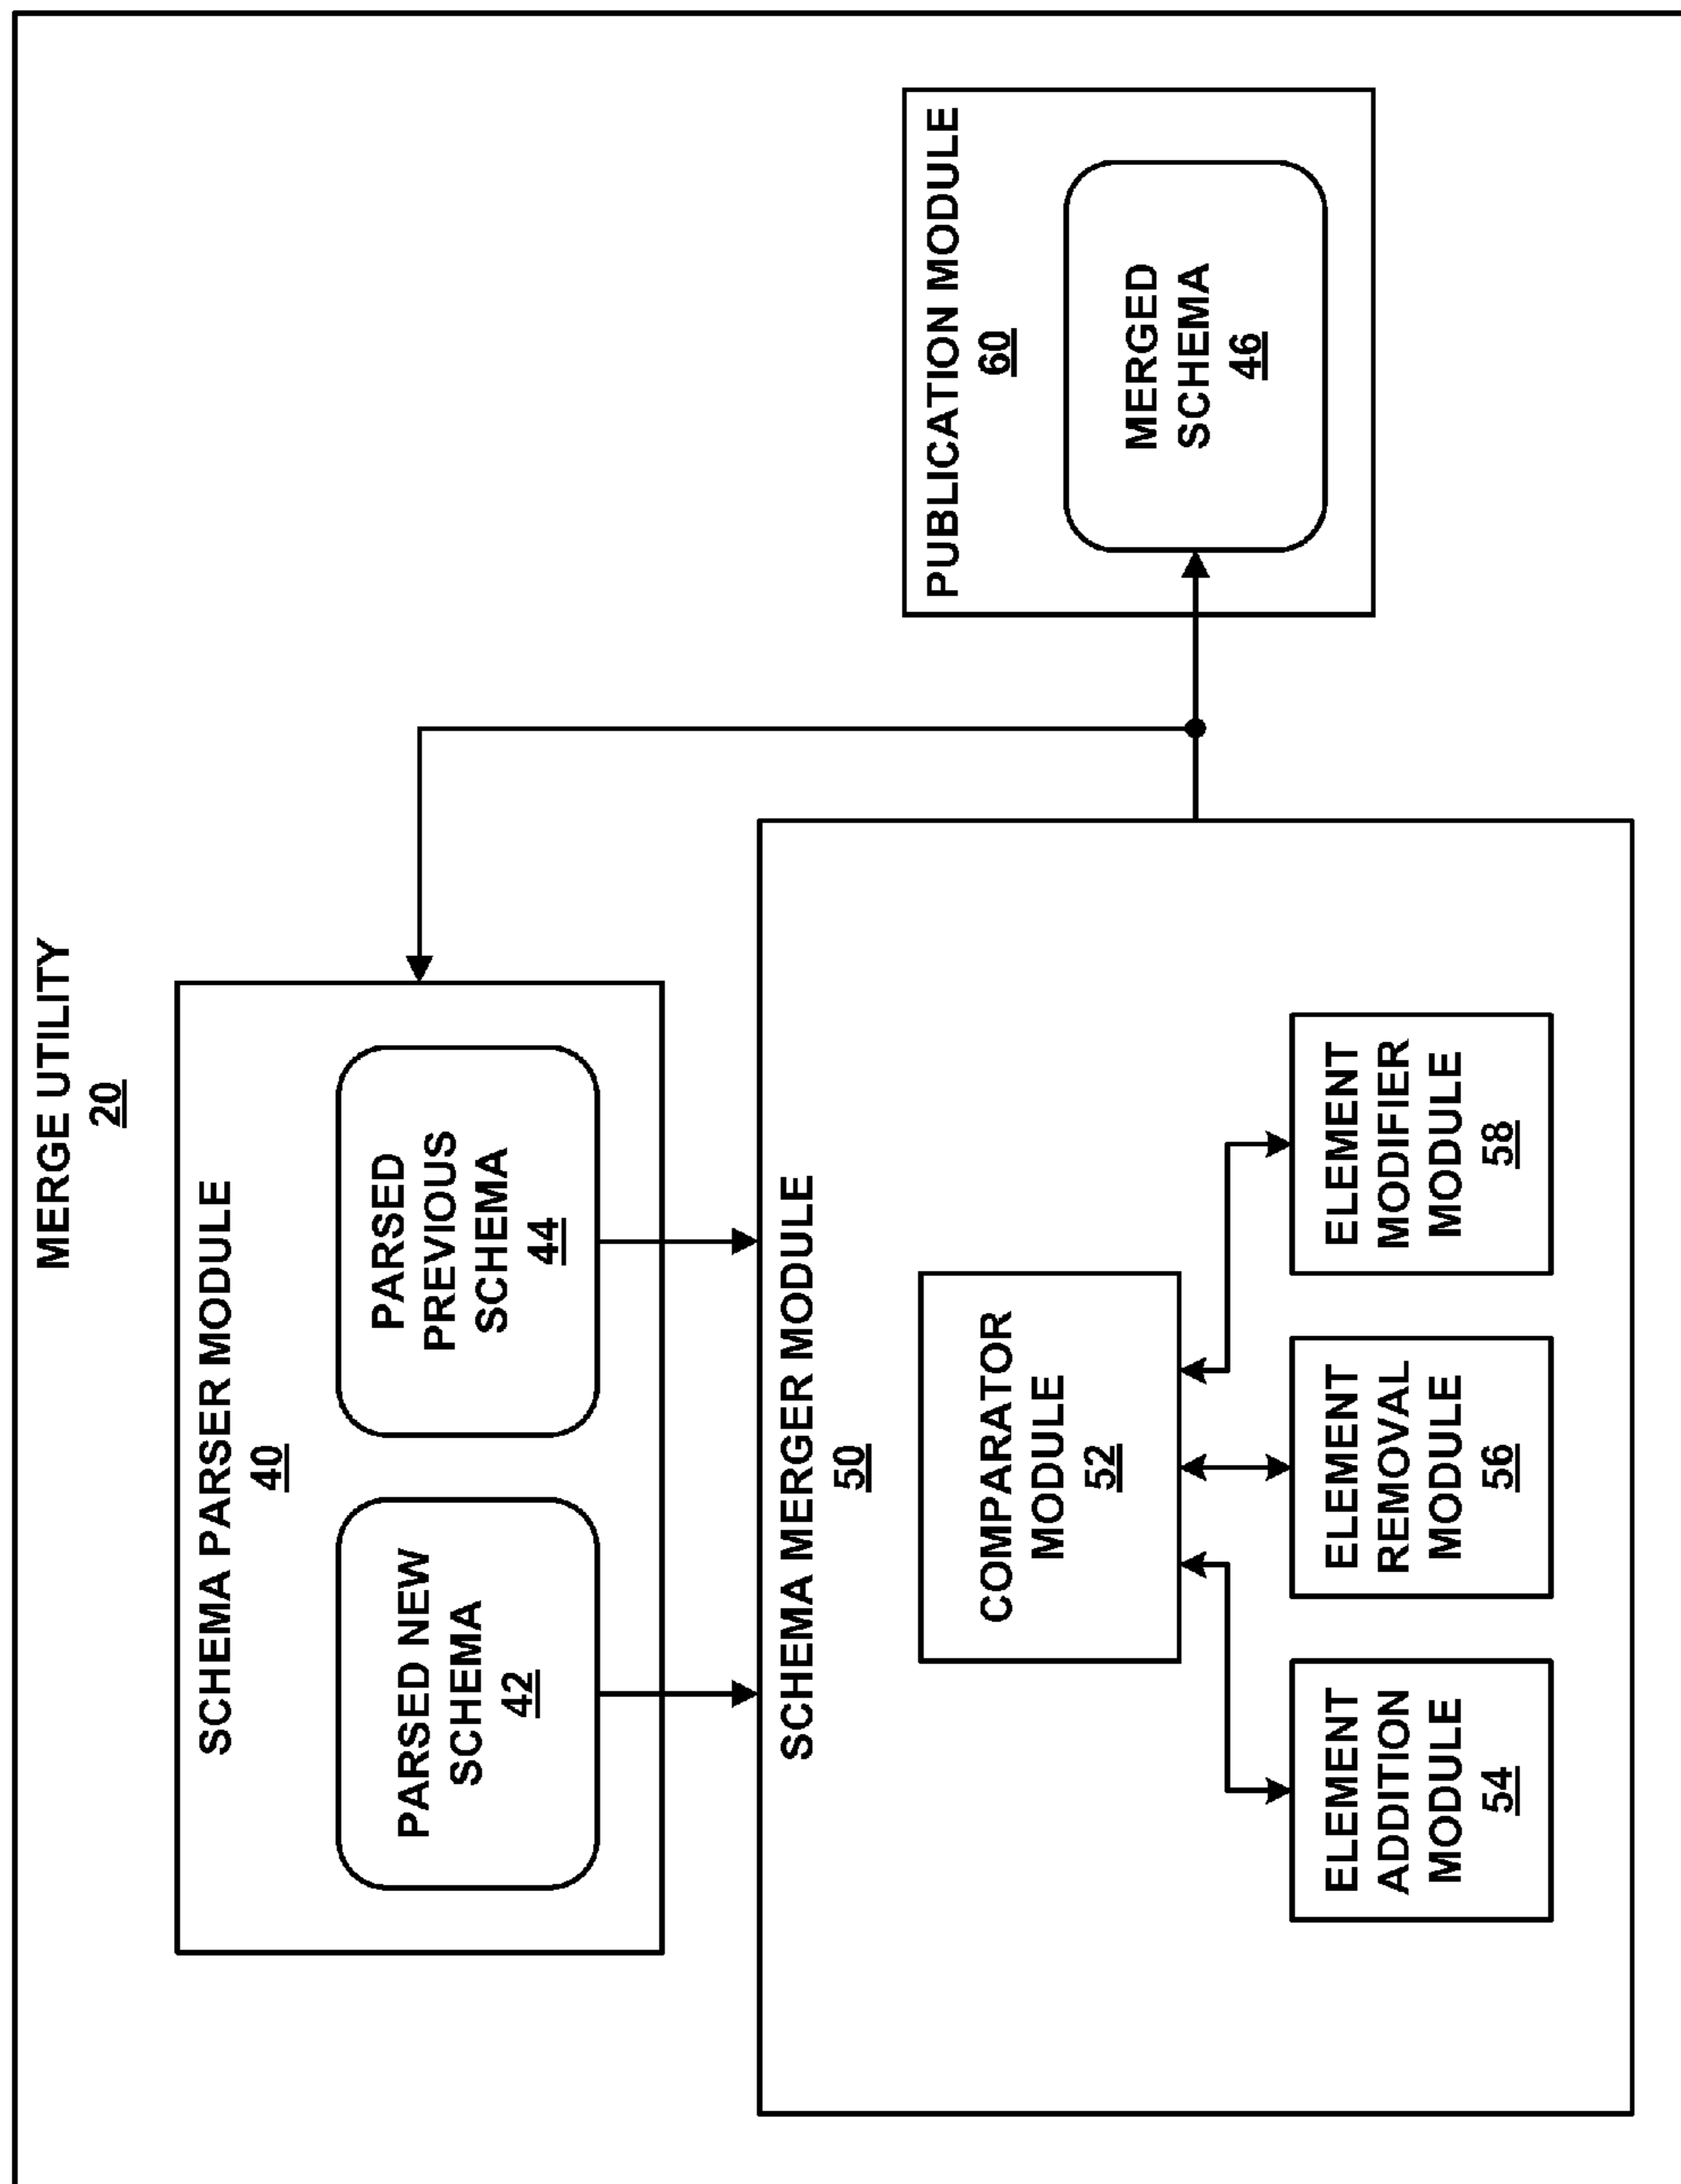 MERGE UTILITY
20
SCHEMA PARSER MODULE
40
PARSED NEW
SCHEMA
42
PARSED
PREVIOUS
SCHEMA
44
SCHEMA MERGER MODULE
50
COMPARATOR
MODULE
52
ELEMENT
ADDITION
MODULE
54
ELEMENT
REMOVAL
MODULE
56
ELEMENT
MODIFIER
MODULE
58
PUBLICATION MODULE
60
MERGED
SCHEMA
46